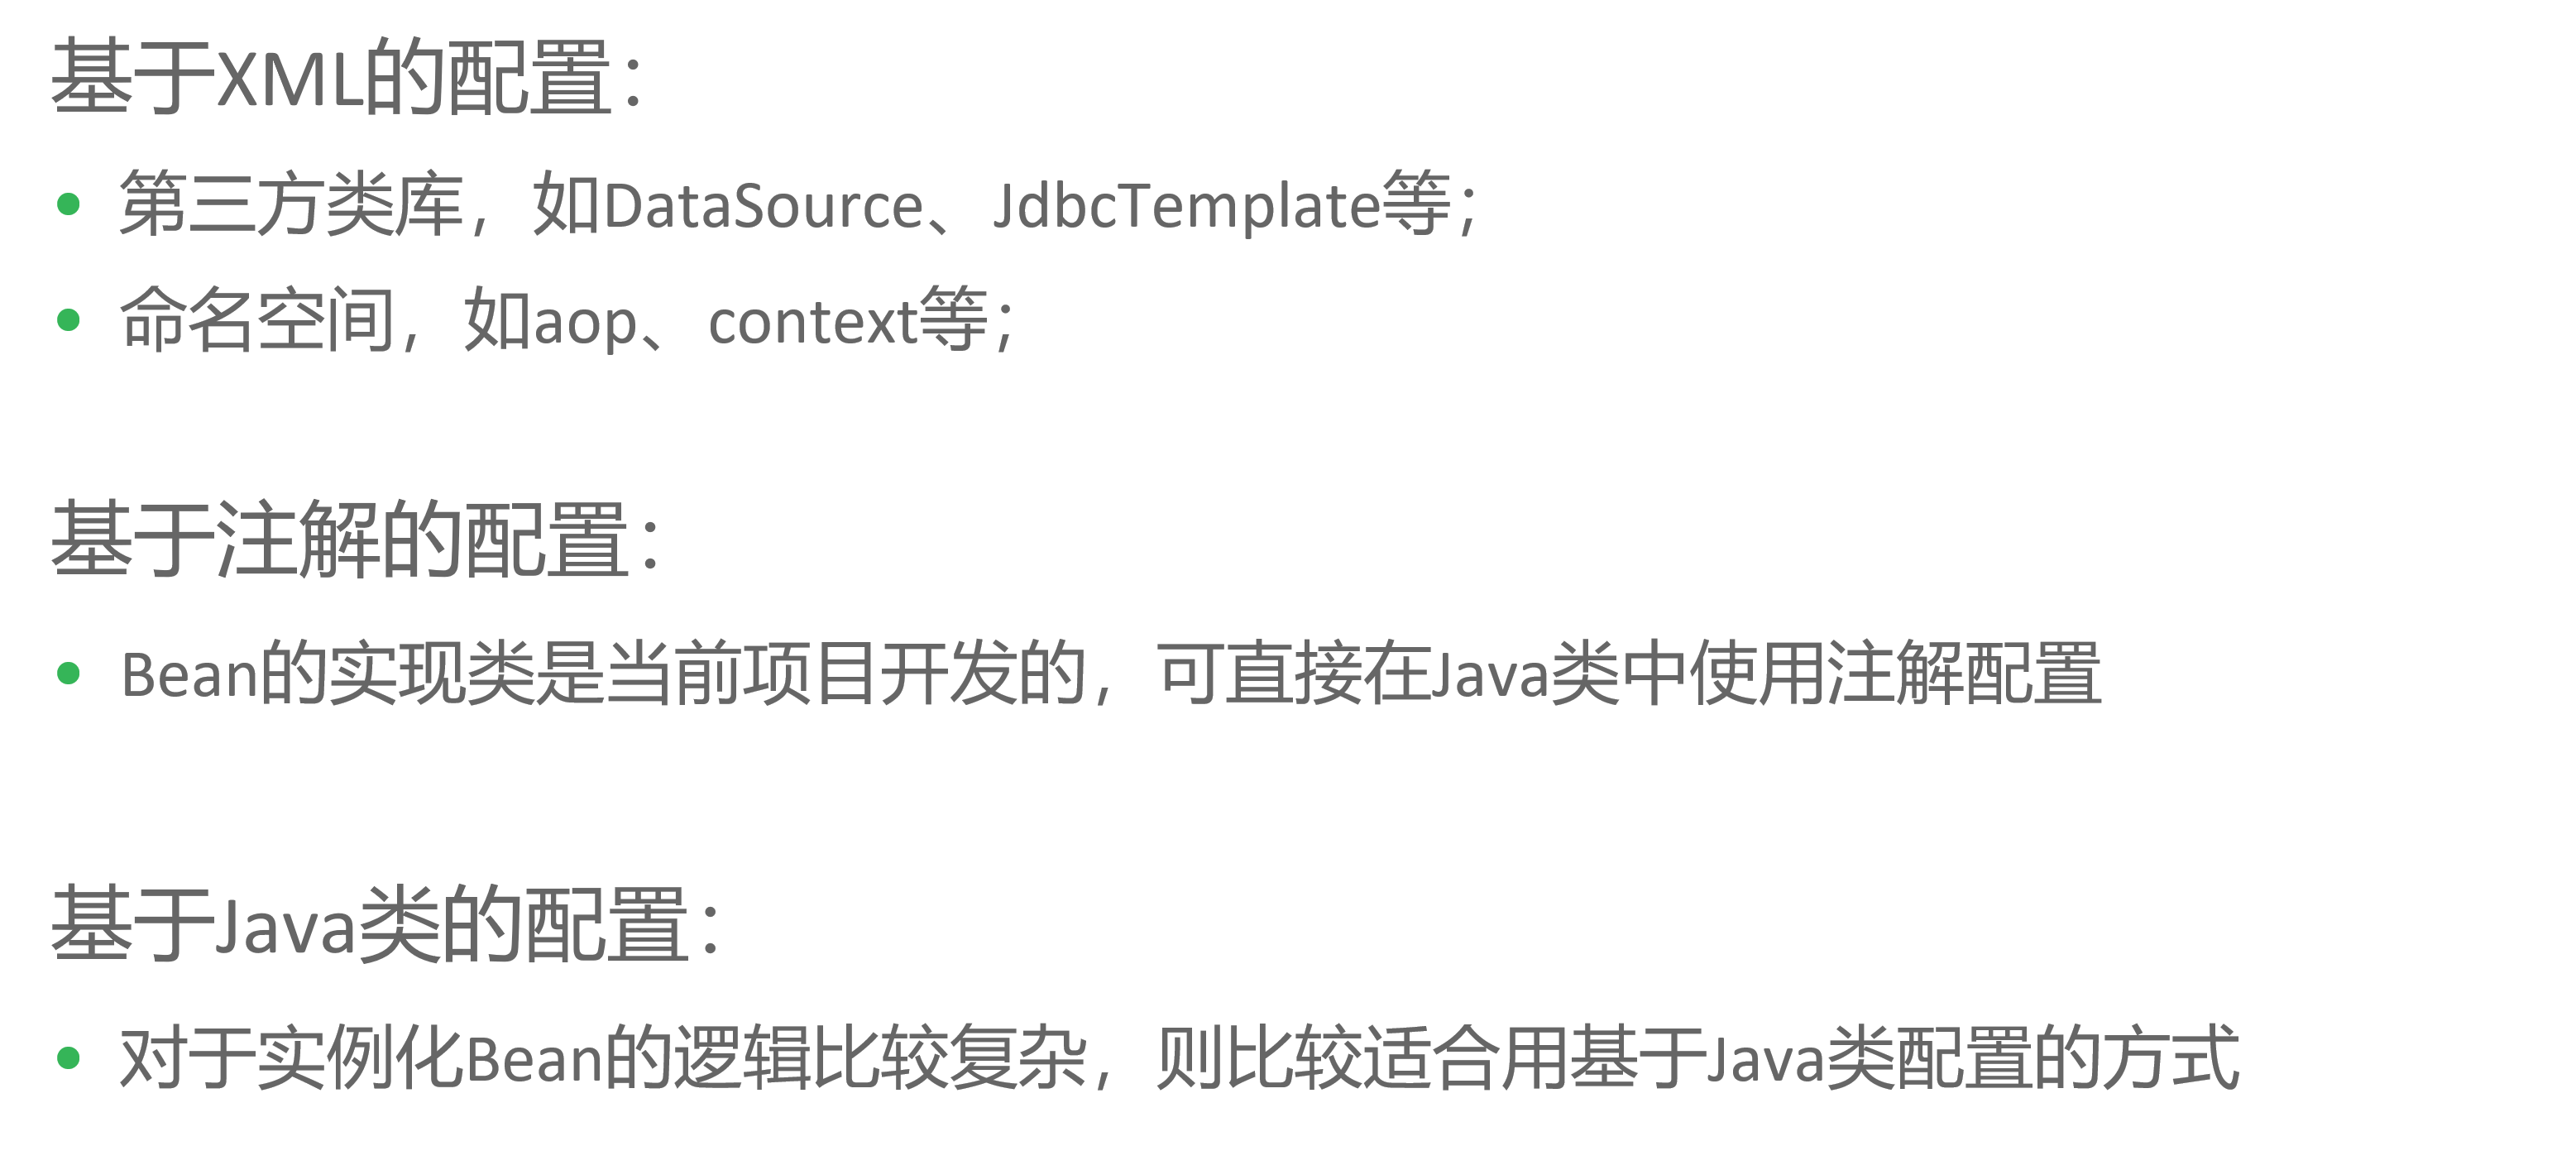 基于XML的配置：
• 第三方类库，如DataSource、JdbcTemplate等；
• 命名空间，如aop、context等；
基于注解的配置：
• Bean的实现类是当前项目开发的，可直接在Java类中使用注解配置
基于Java类的配置：
• 对于实例化Bean的逻辑比较复杂，则比较适合用基于Java类配置的方式